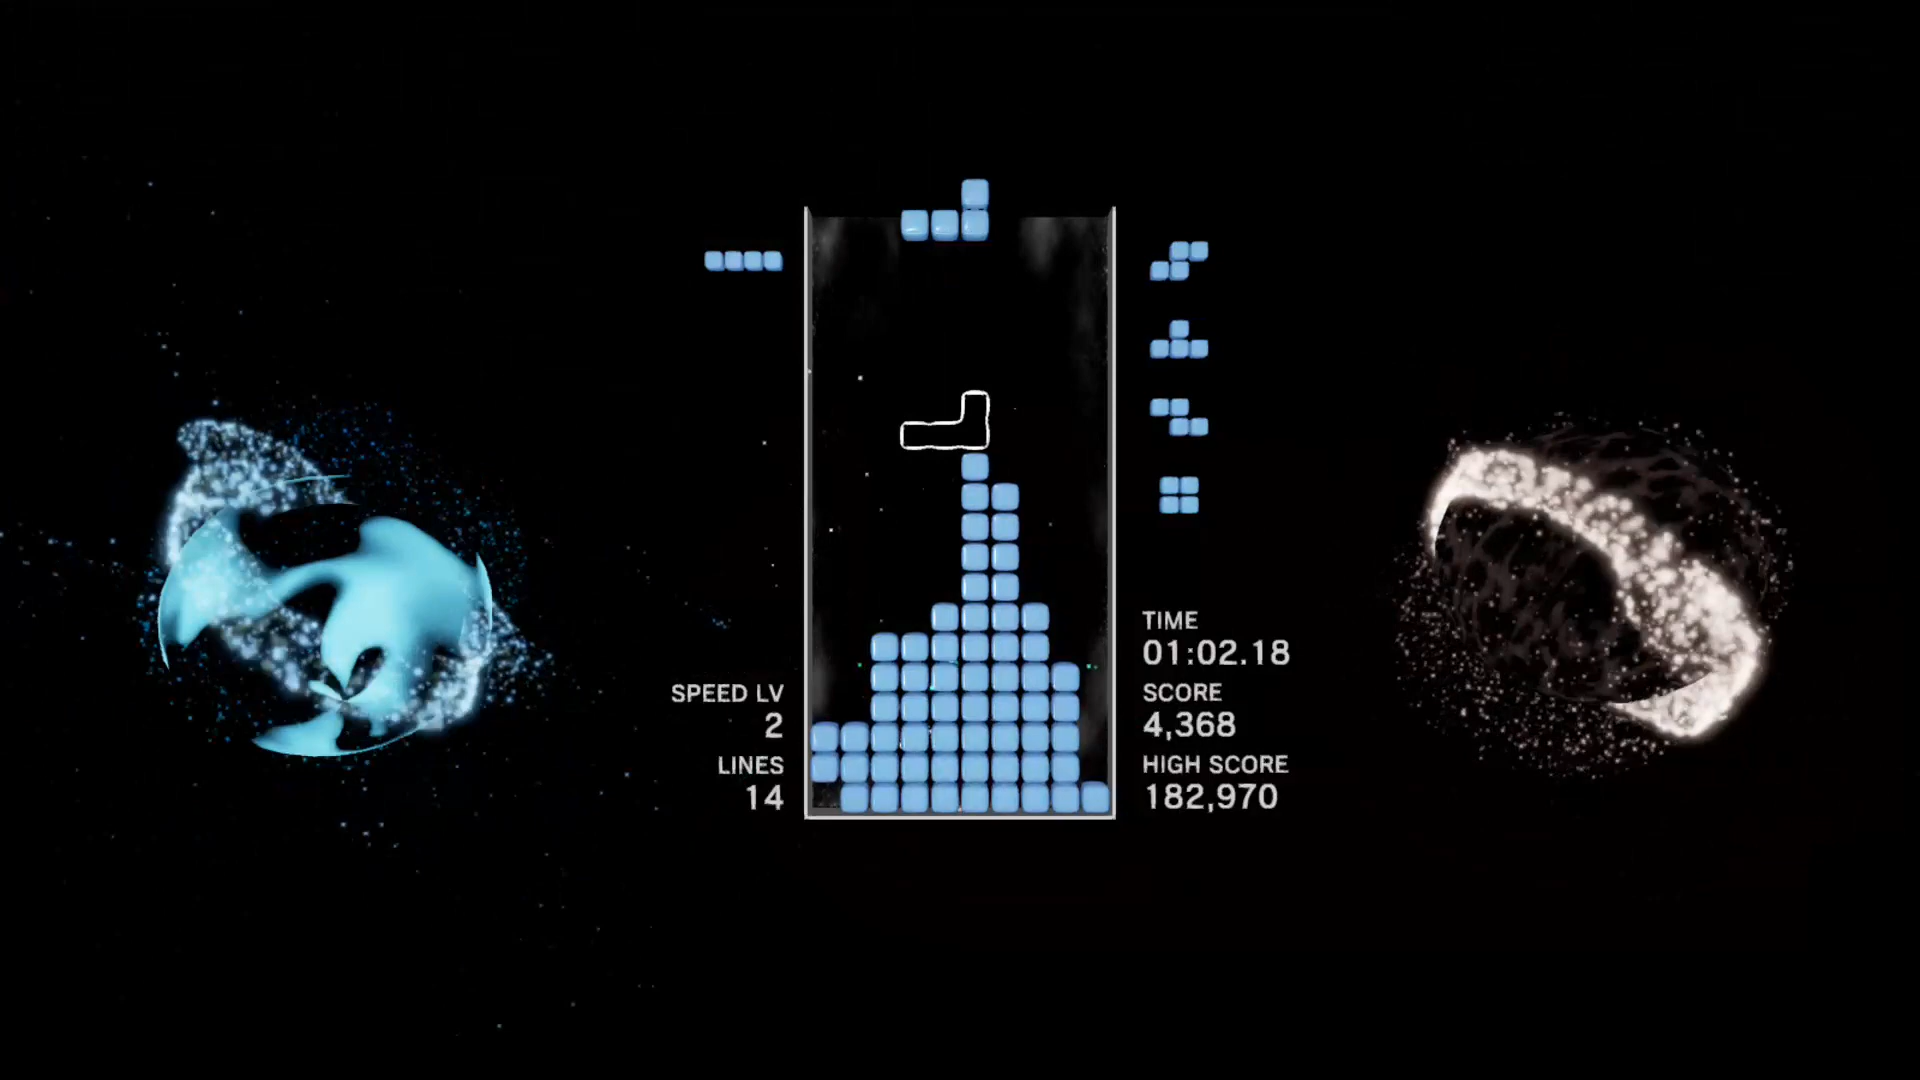 SPEED LV
2
LINES
14
TIME
01:02.18
SCORE
4,368
HIGH SCORE
182,970